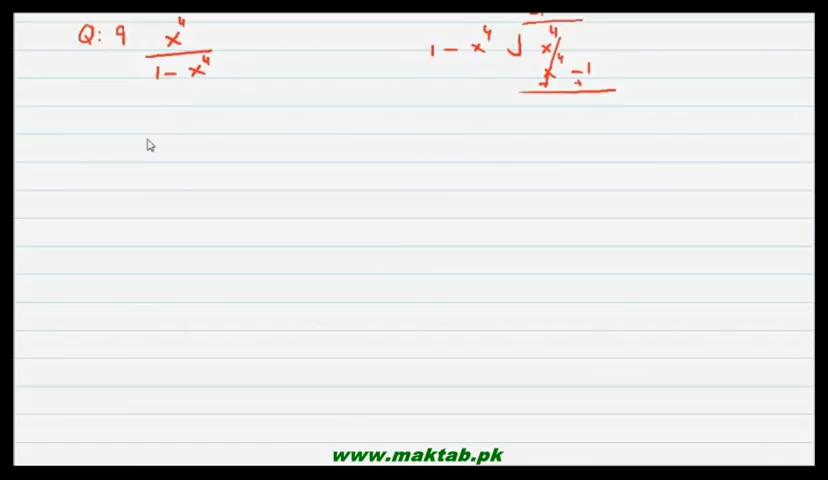 Q: 9 x⁴ / 1 - x⁴
1 - x⁴ √ x⁴
x⁴ - 1
- +
www.maktab.pk